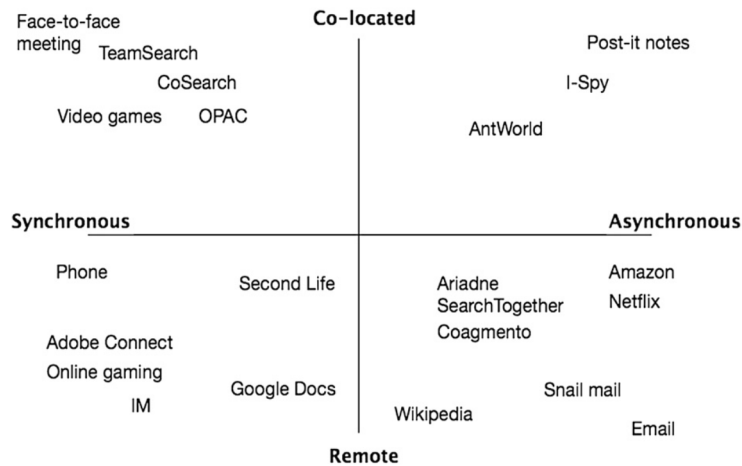 Co-located
Face-to-face
meeting
TeamSearch
CoSearch
Video games
OPAC
Post-it notes
I-Spy
AntWorld
Synchronous
Asynchronous
Phone
Second Life
Adobe Connect
Online gaming
IM
Google Docs
Ariadne
SearchTogether
Coagmento
Amazon
Netflix
Wikipedia
Snail mail
Email
Remote